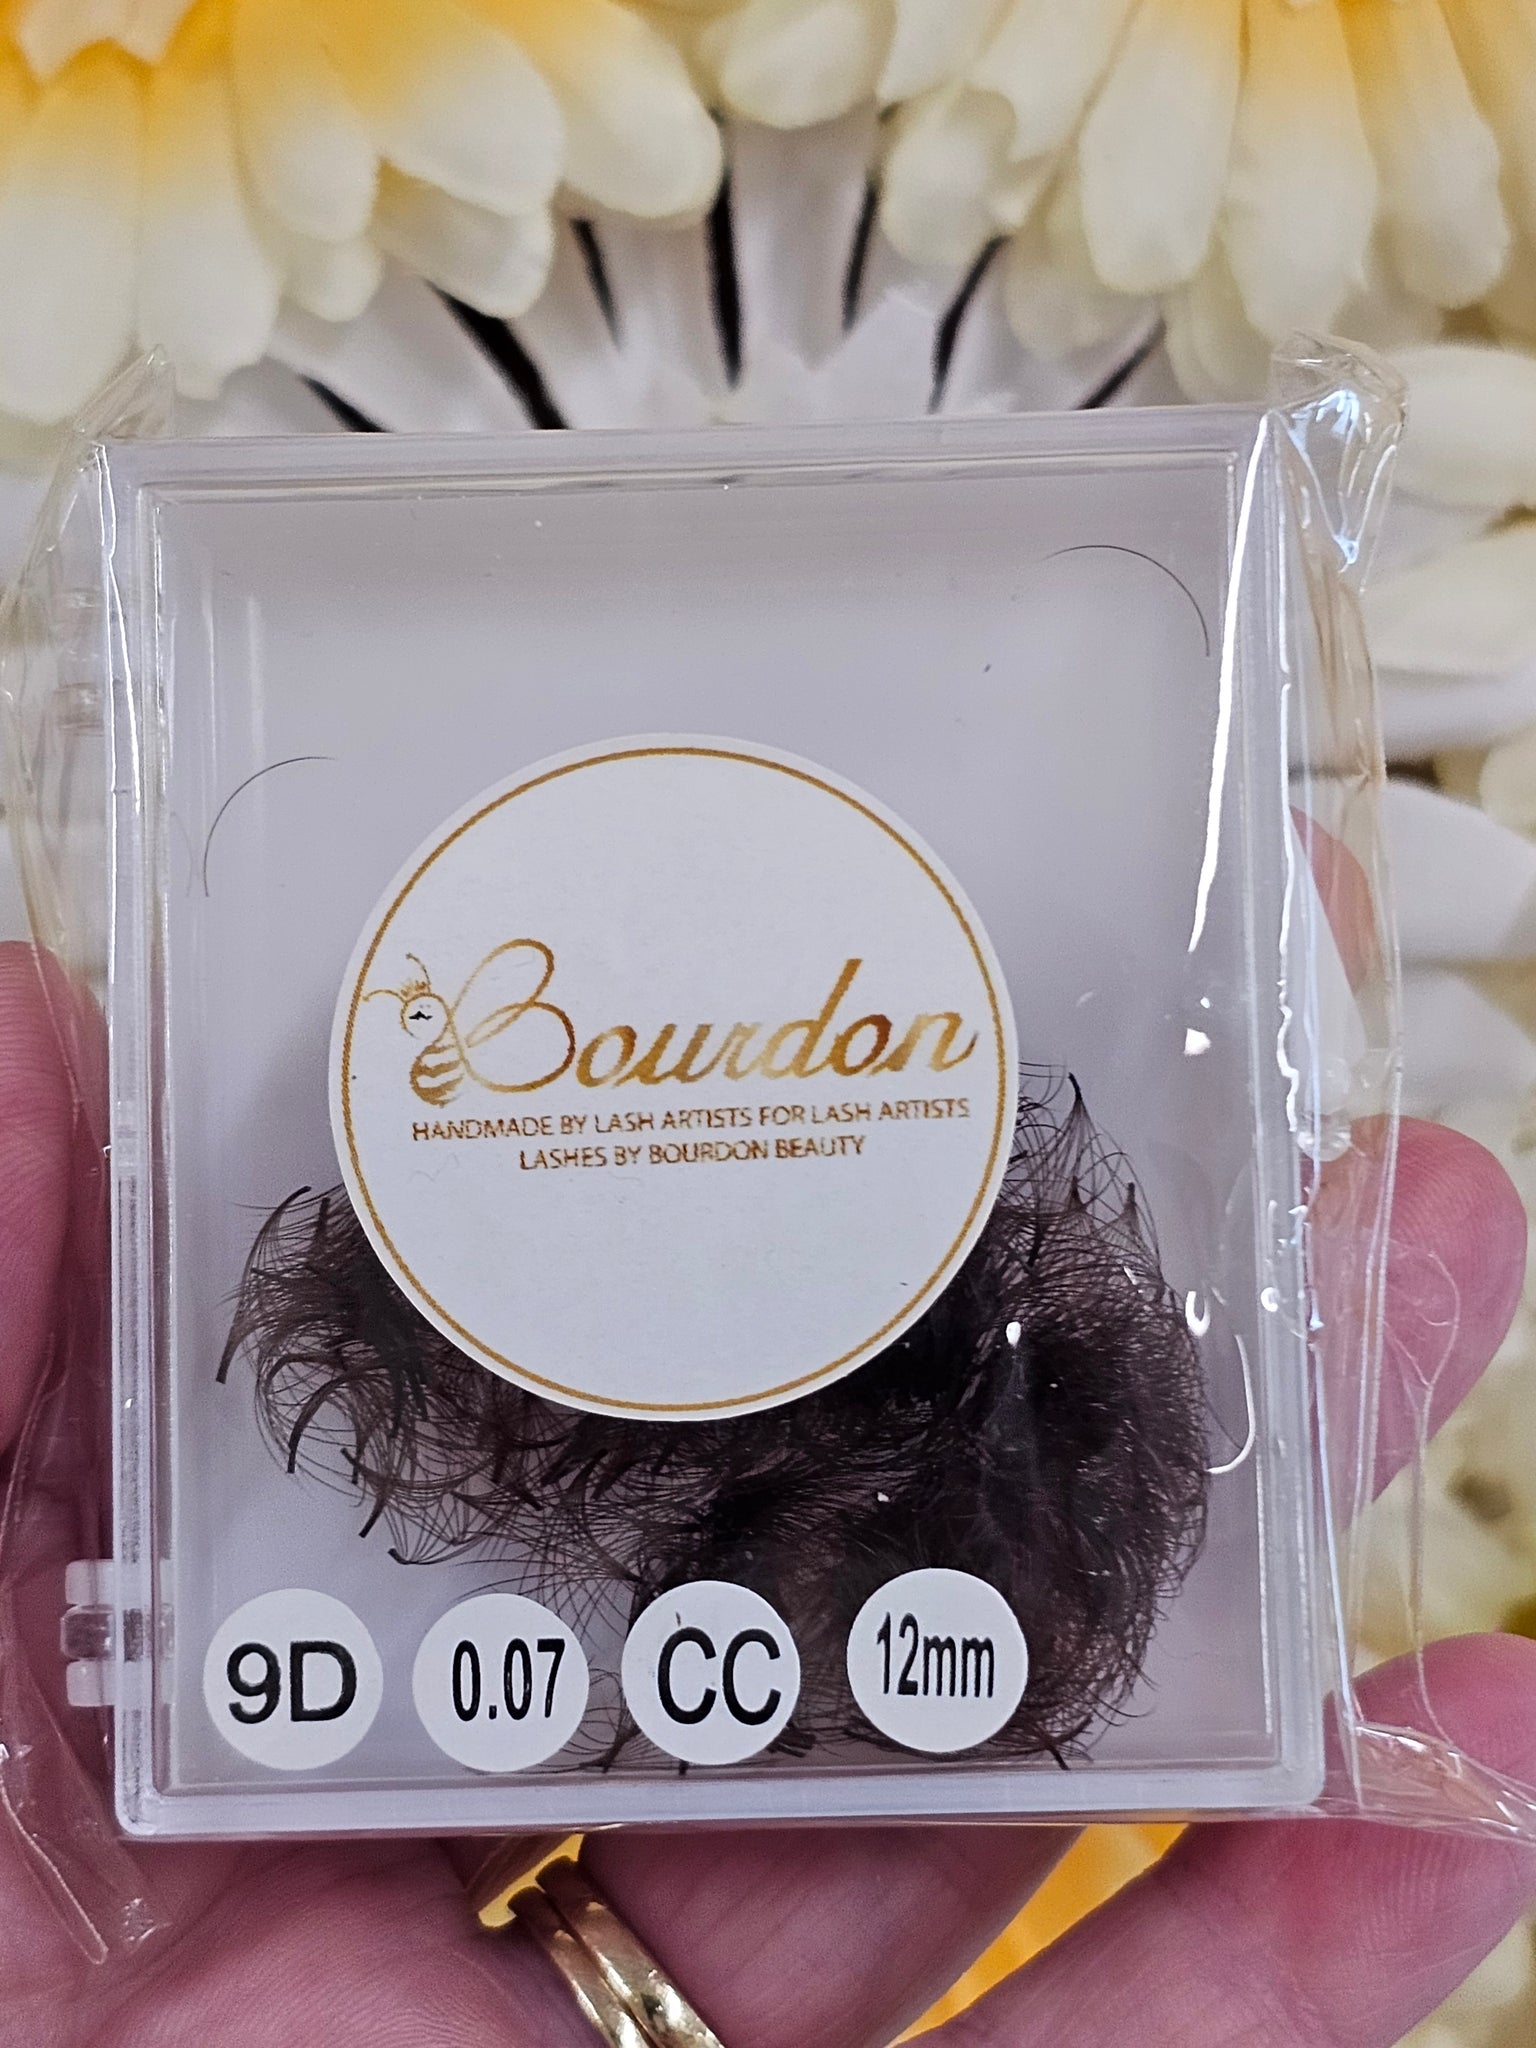 Bourdon
HANDMADE BY LASH ARTISTS FOR LASH ARTISTS
LASHES BY BOURDON BEAUTY
9D 0.07 CC 12mm